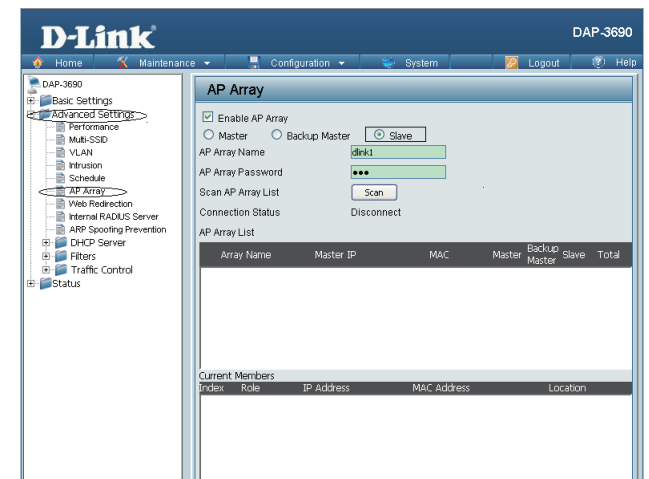 D-Link
DAP-3690
Home Maintenance Configuration System Logout Help
DAP-3690
Basic Settings
Advanced Settings
Performance
Multi-SSID
VLAN
Intrusion
Schedule
AP Array
Web Redirection
Internal RADIUS Server
ARP Spoofing Prevention
DHCP Server
Filters
Traffic Control
Status
AP Array
Enable AP Array
Master Backup Master Slave
AP Array Name dlink1
AP Array Password ●●●
Scan AP Array List Scan
Connection Status Disconnect
AP Array List
Array Name Master IP MAC Master Backup Master Slave Total
Current Members
Index Role IP Address MAC Address Location